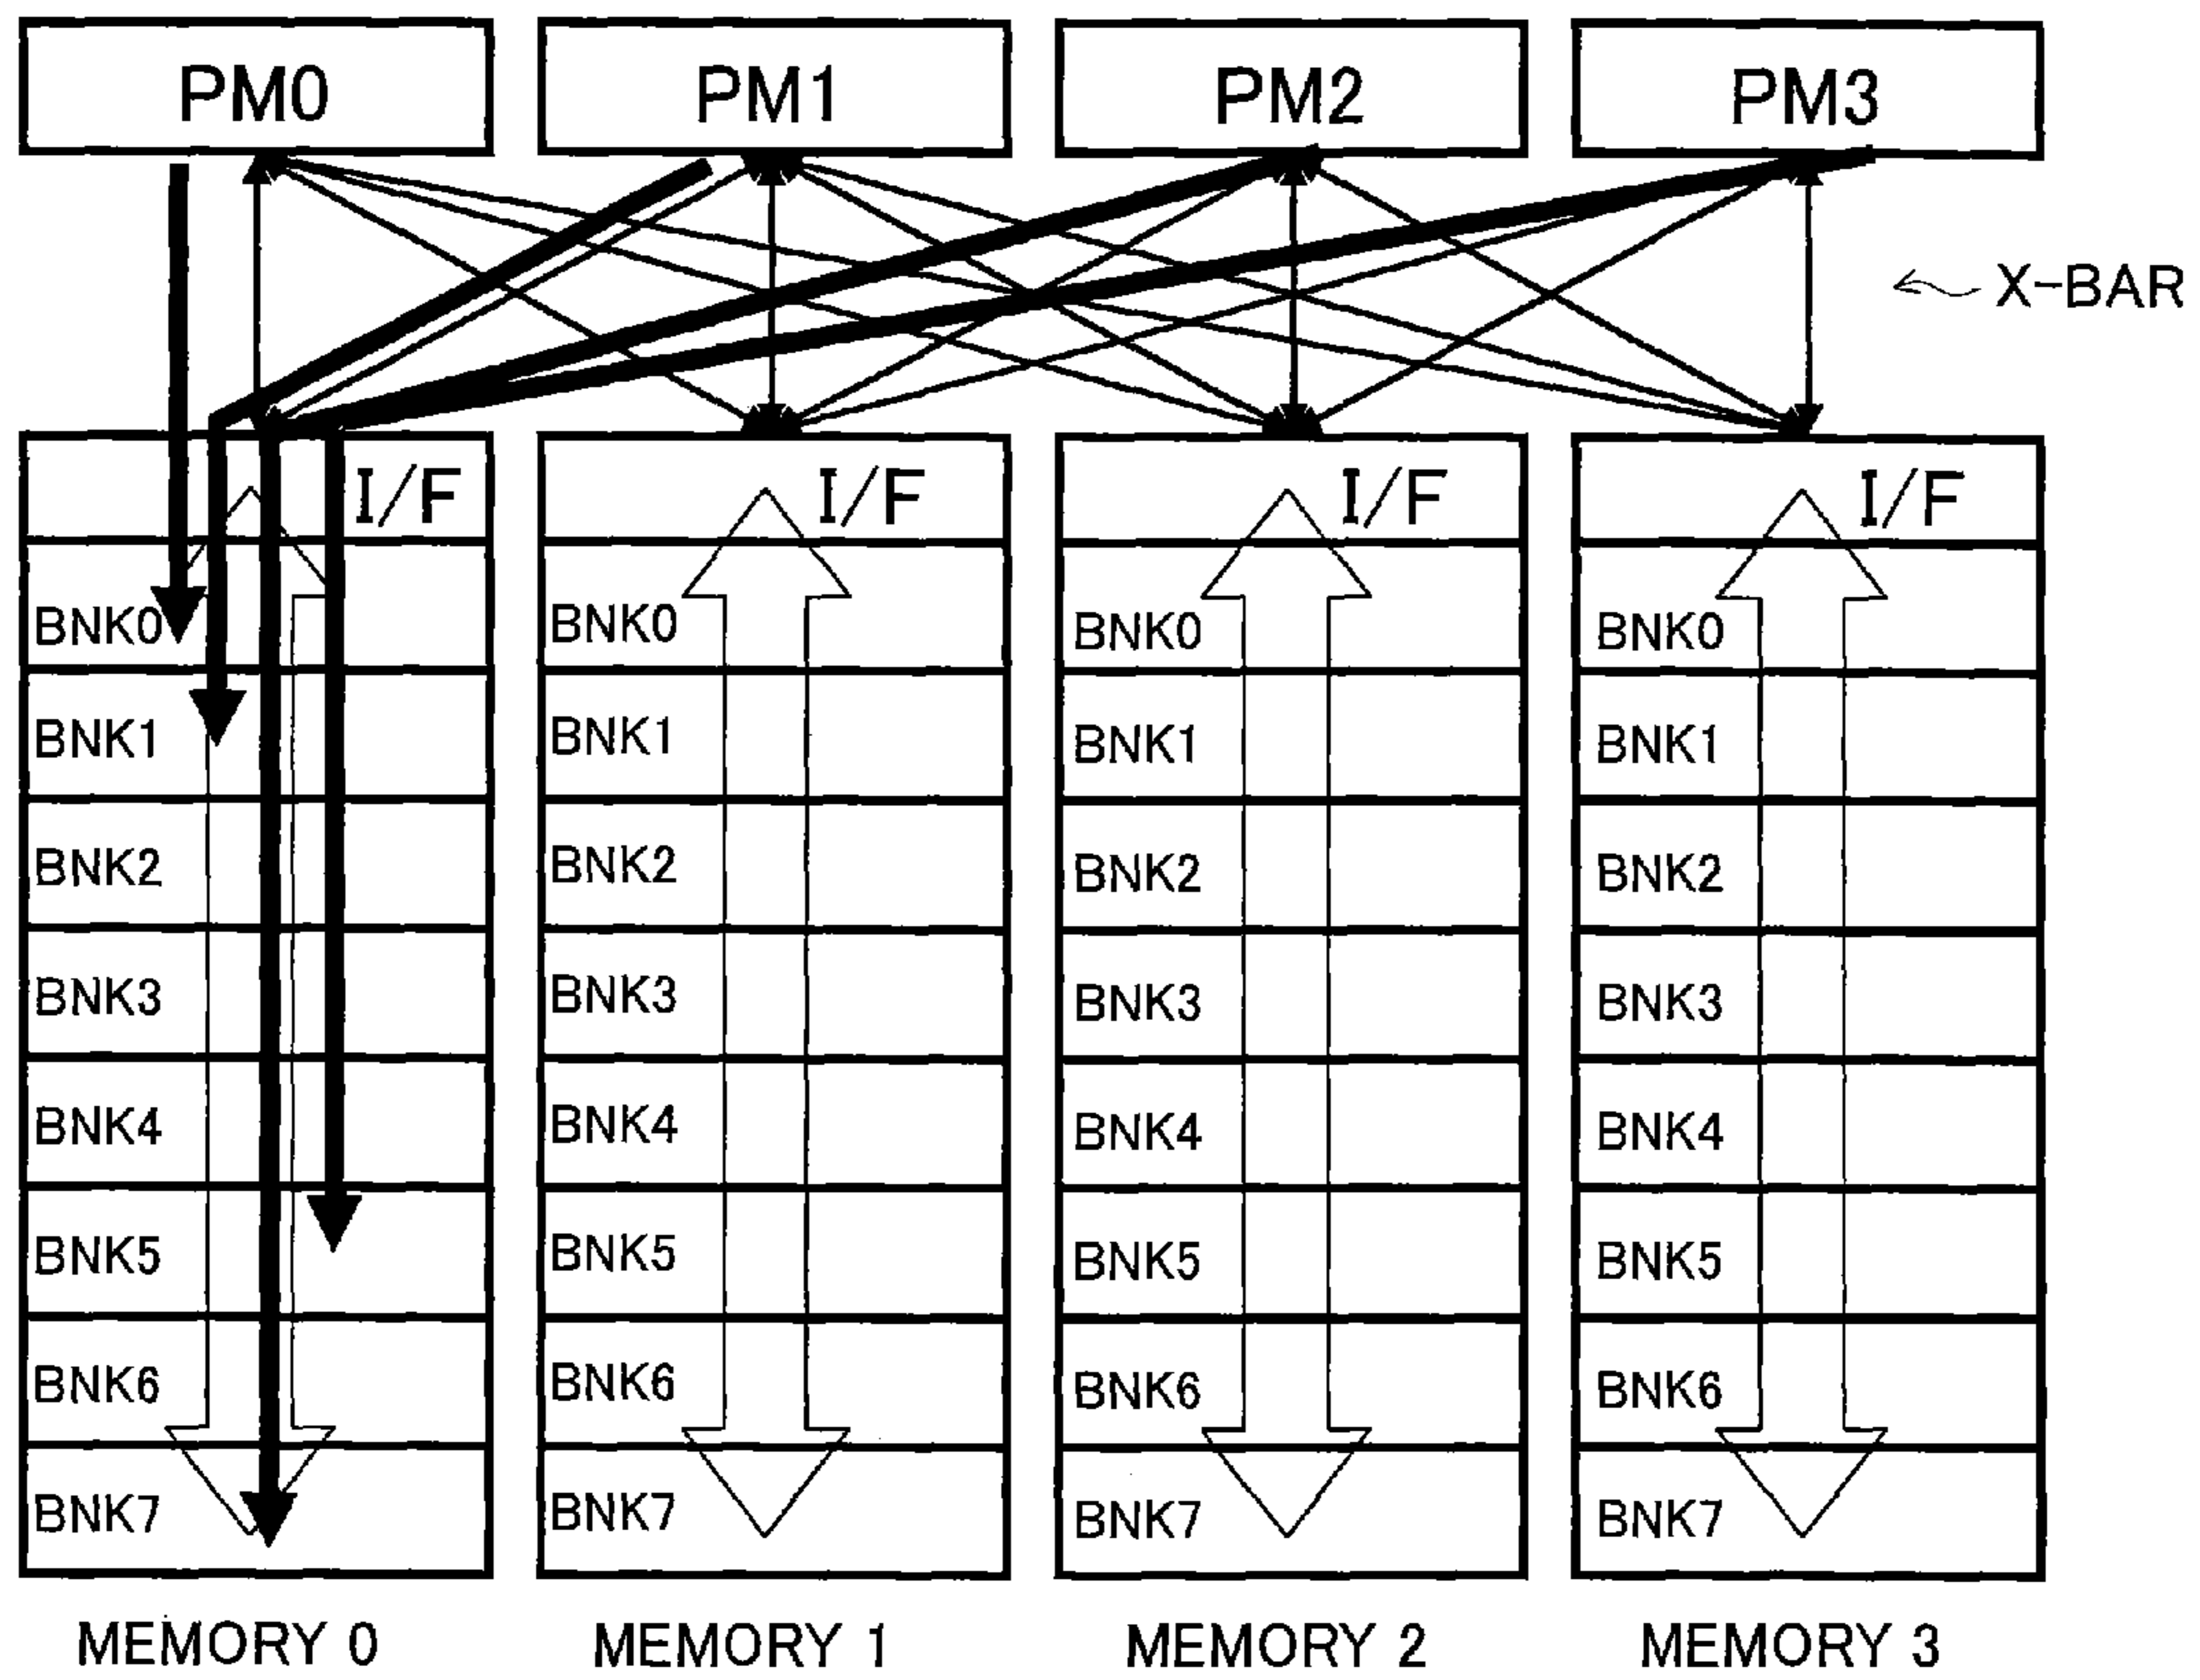 PM0 PM1 PM2 PM3
X-BAR
I/F I/F I/F I/F
BNK0 BNK0 BNK0 BNK0
BNK1 BNK1 BNK1 BNK1
BNK2 BNK2 BNK2 BNK2
BNK3 BNK3 BNK3 BNK3
BNK4 BNK4 BNK4 BNK4
BNK5 BNK5 BNK5 BNK5
BNK6 BNK6 BNK6 BNK6
BNK7 BNK7 BNK7 BNK7
MEMORY 0 MEMORY 1 MEMORY 2 MEMORY 3